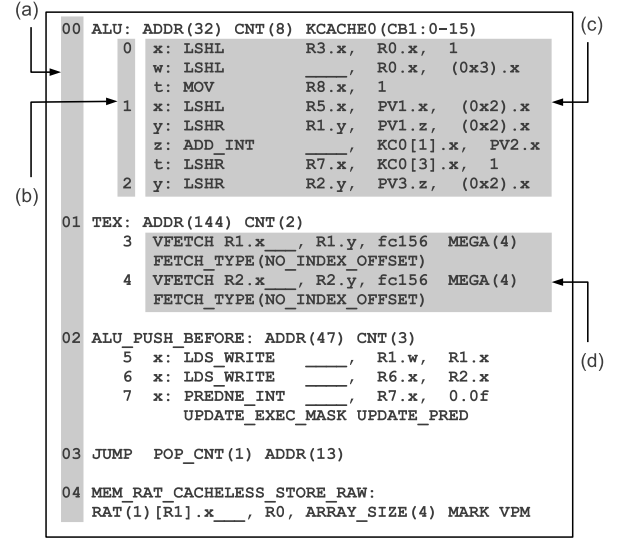 (a)
00 ALU: ADDR(32) CNT(8) KCACHE0(CB1:0-15)
(c)
0 x: LSHL R3.x, R0.x, 1
w: LSHL ____, R0.x, (0x3).x
t: MOV R8.x, 1
1 x: LSHL R5.x, PV1.x, (0x2).x
y: LSHR R1.y, PV1.z, (0x2).x
z: ADD_INT ____, KC0[1].x, PV2.x
t: LSHR R7.x, KC0[3].x, 1
(b)
2 y: LSHR R2.y, PV3.z, (0x2).x
01 TEX: ADDR(144) CNT(2)
3 VFETCH R1.x___, R1.y, fc156 MEGA(4)
FETCH_TYPE(NO_INDEX_OFFSET)
4 VFETCH R2.x___, R2.y, fc156 MEGA(4)
FETCH_TYPE(NO_INDEX_OFFSET)
02 ALU_PUSH_BEFORE: ADDR(47) CNT(3)
(d)
5 x: LDS_WRITE ____, R1.w, R1.x
6 x: LDS_WRITE ____, R6.x, R2.x
7 x: PREDNE_INT ____, R7.x, 0.0f
UPDATE_EXEC_MASK UPDATE_PRED
03 JUMP POP_CNT(1) ADDR(13)
04 MEM_RAT_CACHELESS_STORE_RAW:
RAT(1)[R1].x___, R0, ARRAY_SIZE(4) MARK VPM